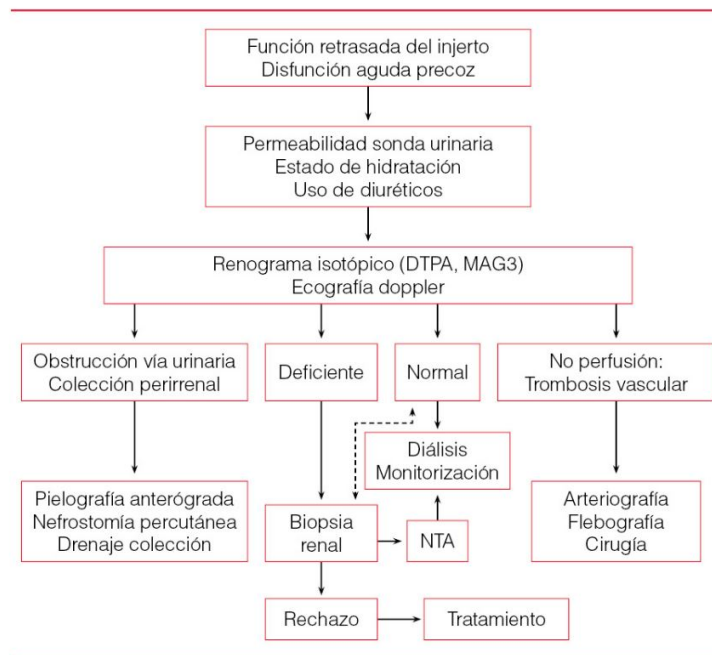 Función retrasada del injerto
Disfunción aguda precoz
Permeabilidad sonda urinaria
Estado de hidratación
Uso de diuréticos
Renograma isotópico (DTPA, MAG3)
Ecografía doppler
Obstrucción vía urinaria
Colección perirrenal
Deficiente
Normal
No perfusión:
Trombosis vascular
Diálisis
Monitorización
Pielografía anterógrada
Nefrostomía percutánea
Drenaje colección
Biopsia
renal
NTA
Arteriografía
Flebografía
Cirugía
Rechazo
Tratamiento